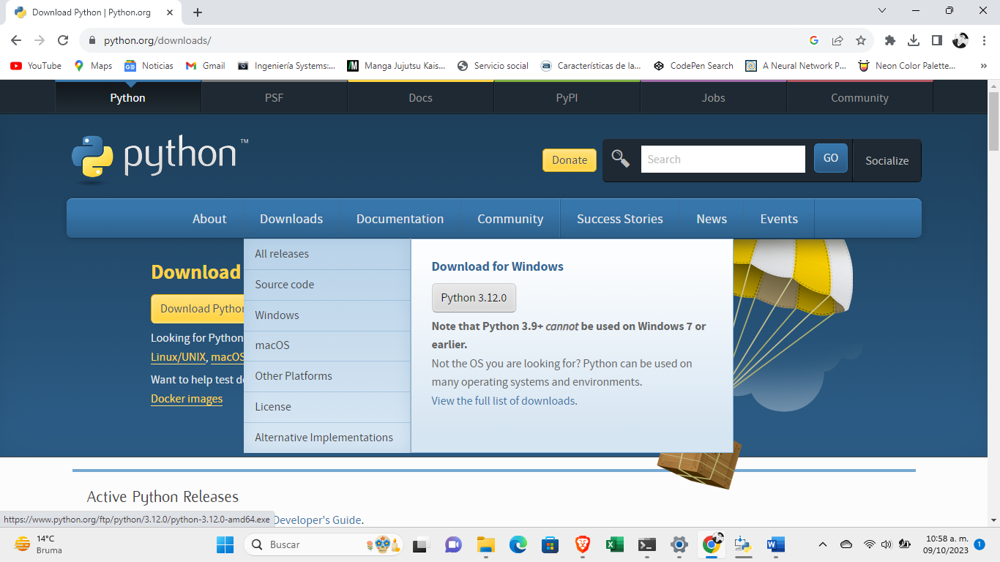 Download Python | Python.org
python.org/downloads/
YouTube
Maps
Noticias
Gmail
Ingeniería Systems:...
Manga Jujutsu Kais...
Servicio social
Características de la...
CodePen Search
A Neural Network P...
Neon Color Palette...
»
Python
PSF
Docs
PyPI
Jobs
Community
python™
Donate
Search
GO
Socialize
About
Downloads
Documentation
Community
Success Stories
News
Events
Download
Download Python
Looking for Python
Linux/UNIX, macOS
Want to help test de
Docker images
All releases
Source code
Windows
macOS
Other Platforms
License
Alternative Implementations
Download for Windows
Python 3.12.0
Note that Python 3.9+ cannot be used on Windows 7 or
earlier.
Not the OS you are looking for? Python can be used on
many operating systems and environments.
View the full list of downloads.
Active Python Releases
https://www.python.org/ftp/python/3.12.0/python-3.12.0-amd64.exe
Developer's Guide.
14°C
Bruma
Buscar
10:58 a. m.
09/10/2023
1